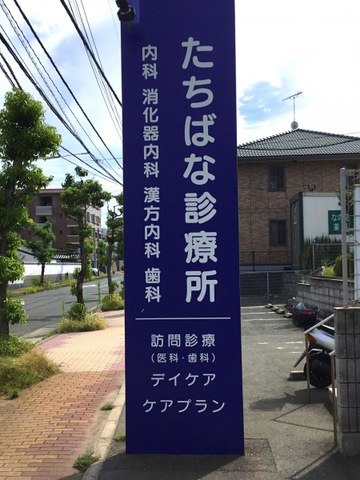 たちばな診療所
内科 消化器内科 漢方内科 歯科
訪問診療
(医科・歯科)
デイケア
ケアプラン